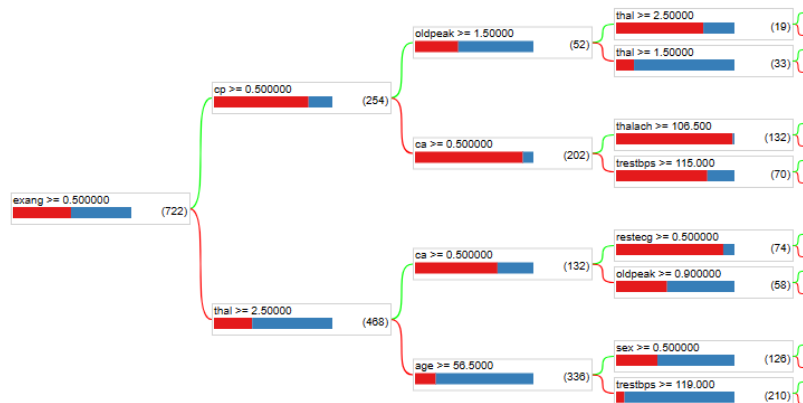 exang >= 0.500000
(722)
cp >= 0.500000
(254)
thal >= 2.50000
(468)
oldpeak >= 1.50000
(52)
ca >= 0.500000
(202)
ca >= 0.500000
(132)
age >= 56.5000
(336)
thal >= 2.50000
(19)
thal >= 1.50000
(33)
thalach >= 106.500
(132)
trestbps >= 115.000
(70)
restecg >= 0.500000
(74)
oldpeak >= 0.900000
(58)
sex >= 0.500000
(126)
trestbps >= 119.000
(210)